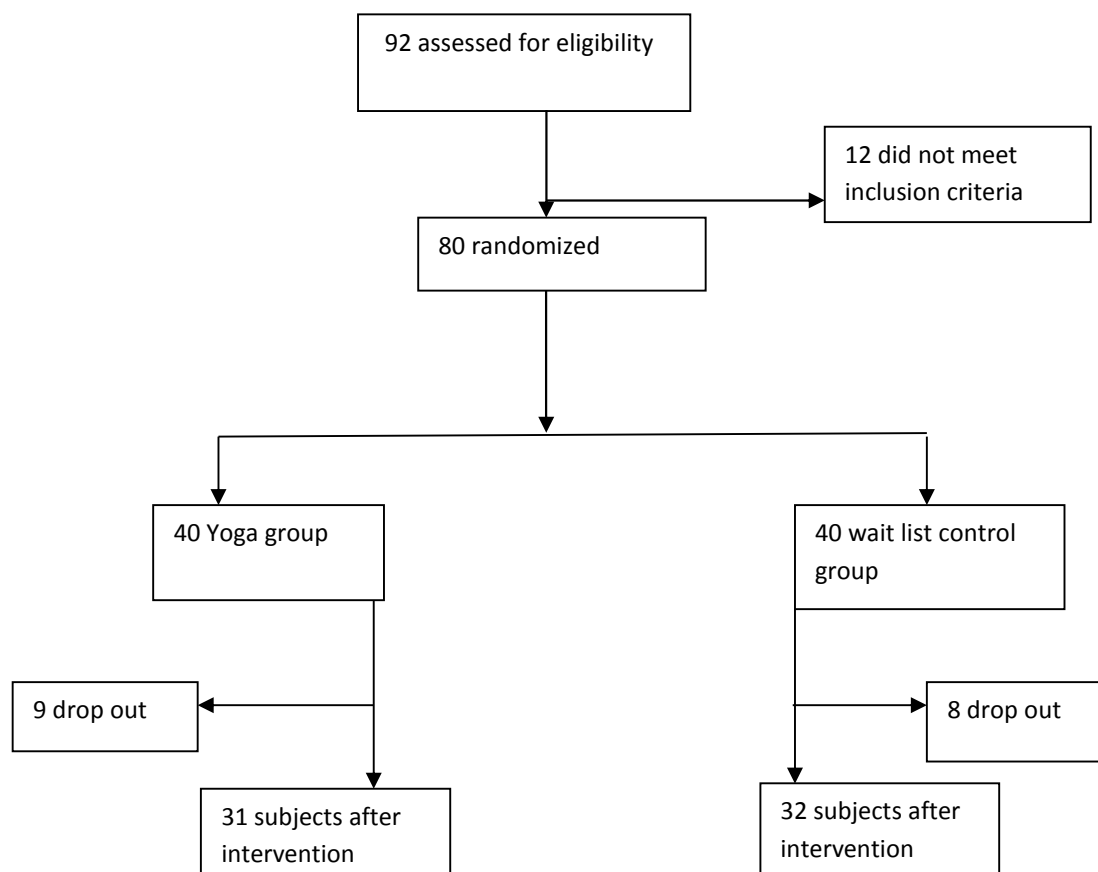 92 assessed for eligibility
12 did not meet
inclusion criteria
80 randomized
40 Yoga group
40 wait list control
group
9 drop out
8 drop out
31 subjects after
intervention
32 subjects after
intervention